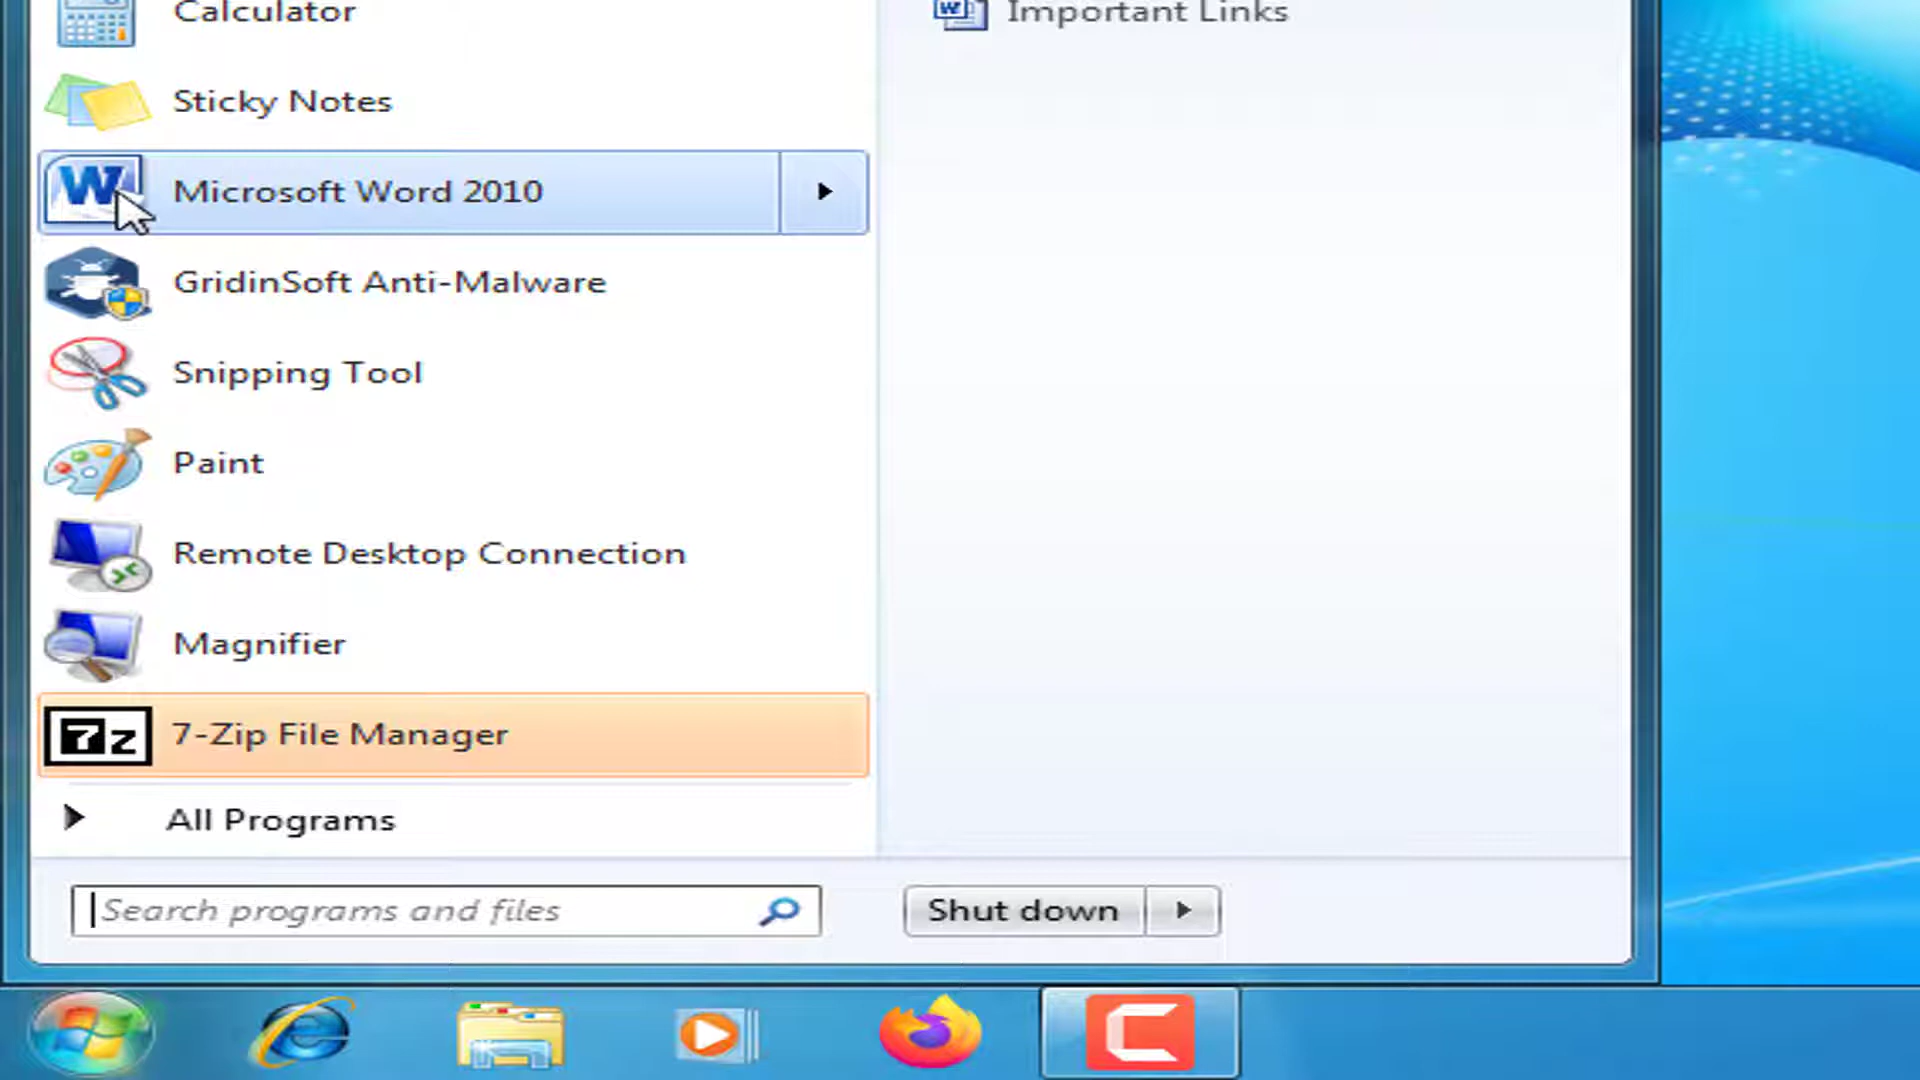 Calculator
Important Links
Sticky Notes
Microsoft Word 2010
GridinSoft Anti-Malware
Snipping Tool
Paint
Remote Desktop Connection
Magnifier
7-Zip File Manager
All Programs
Search programs and files
Shut down